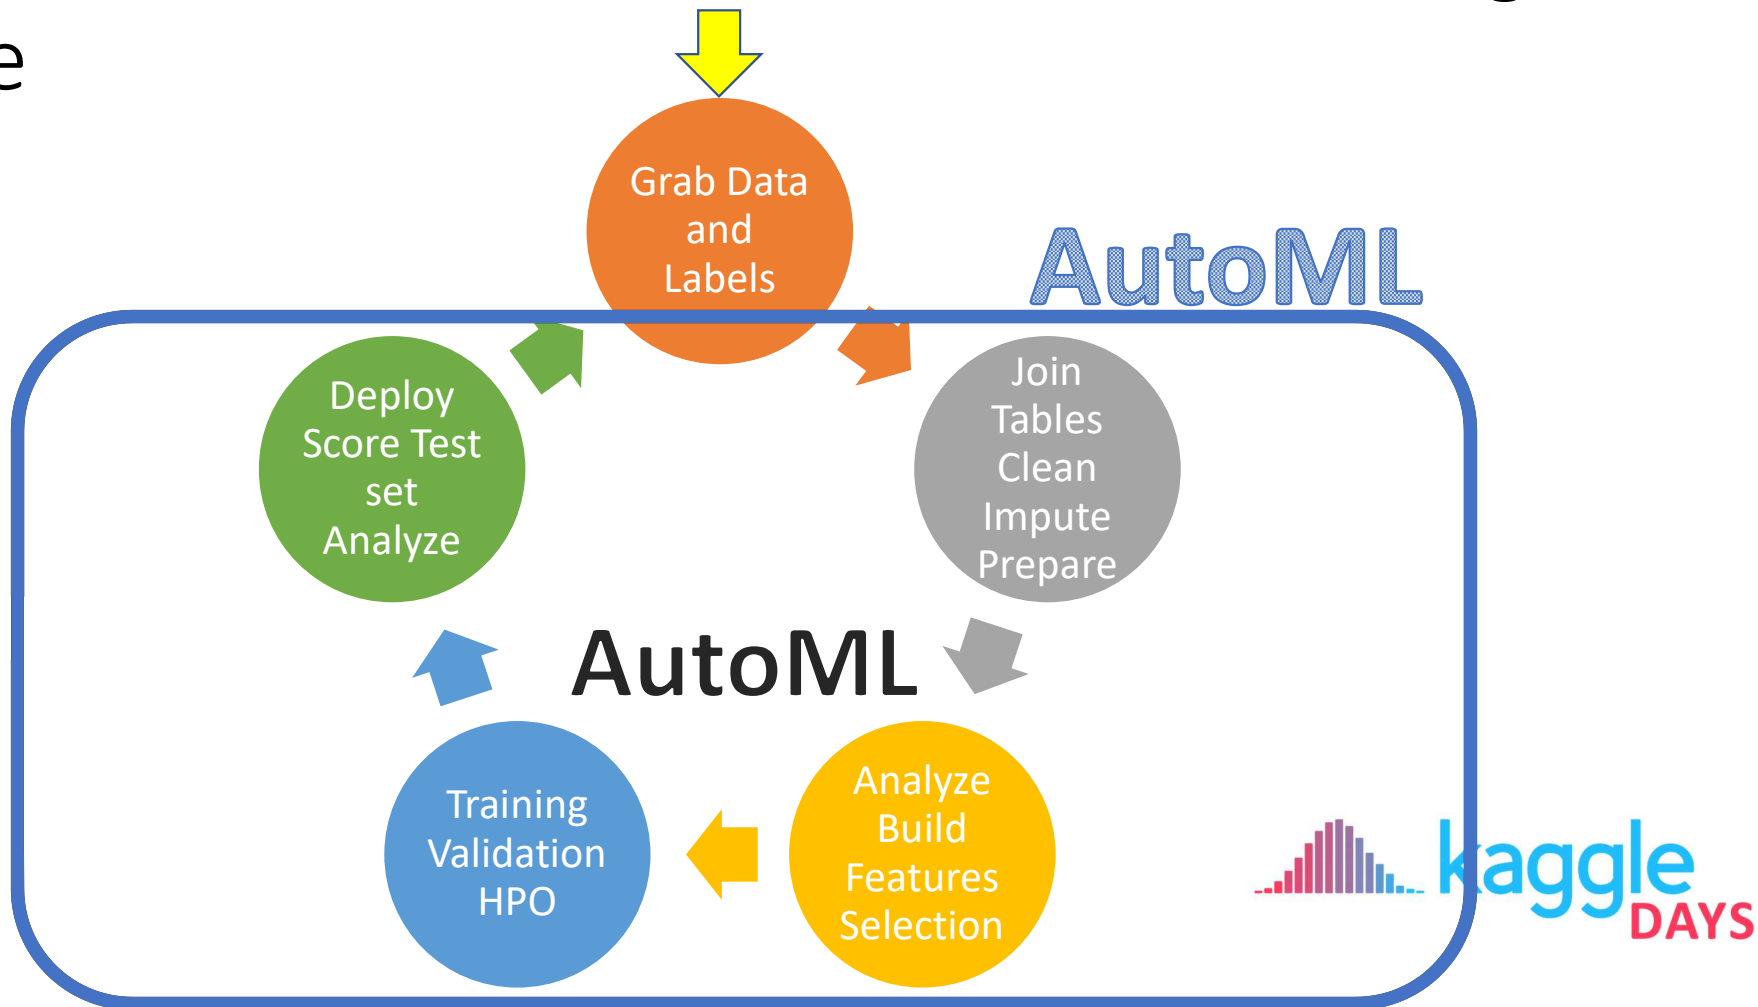 e
Grab Data
and
Labels
AutoML
Join
Tables
Clean
Impute
Prepare
Deploy
Score Test
set
Analyze
AutoML
Training
Validation
HPO
Analyze
Build
Features
Selection
kaggle
DAYS